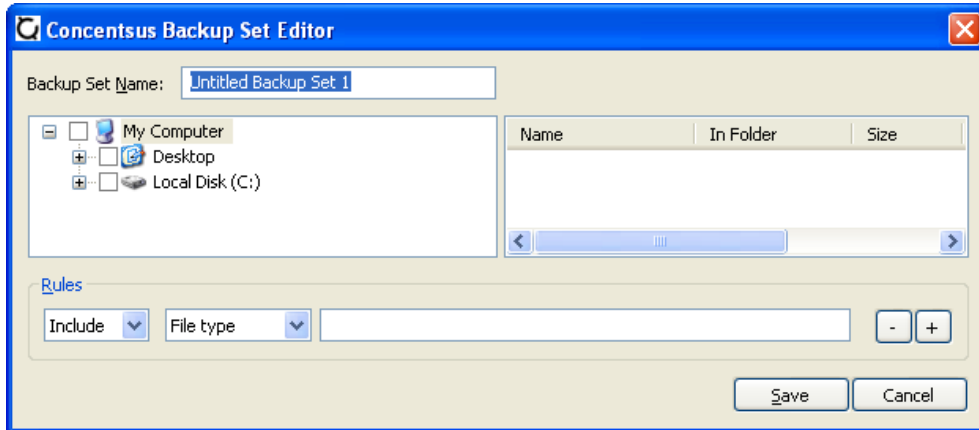 Concentsus Backup Set Editor
Backup Set Name: Untitled Backup Set 1
My Computer
Desktop
Local Disk (C:)
Name In Folder Size
Rules
Include File type - +
Save Cancel